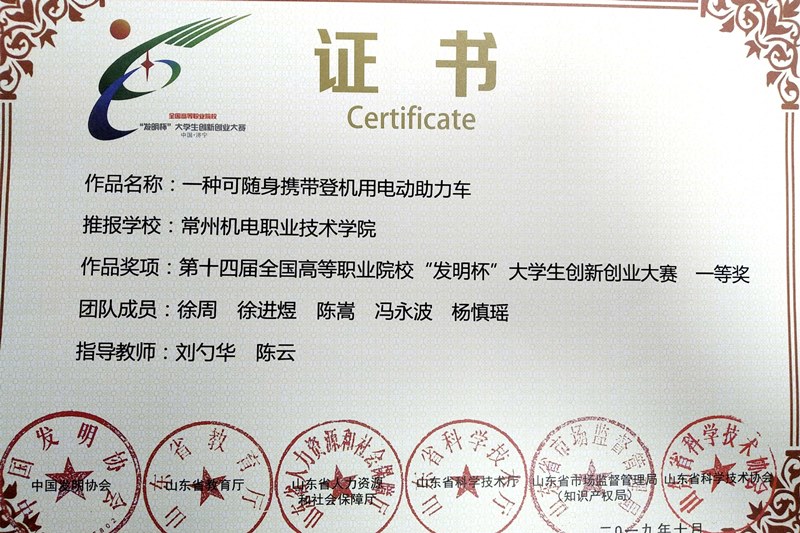 全国高等职业院校
“发明杯”大学生创新创业大赛
中国·济宁
证 书
Certificate
作品名称：一种可随身携带登机用电动助力车
推报学校：常州机电职业技术学院
作品奖项：第十四届全国高等职业院校“发明杯”大学生创新创业大赛 一等奖
团队成员：徐周 徐进煜 陈嵩 冯永波 杨慎瑶
指导教师：刘勺华 陈云
中国发明协会
山东省教育厅
山东省人力资源
和社会保障厅
山东省科学技术厅
山东省市场监督管理局
（知识产权局）
山东省科学技术协会
二〇一九年十月